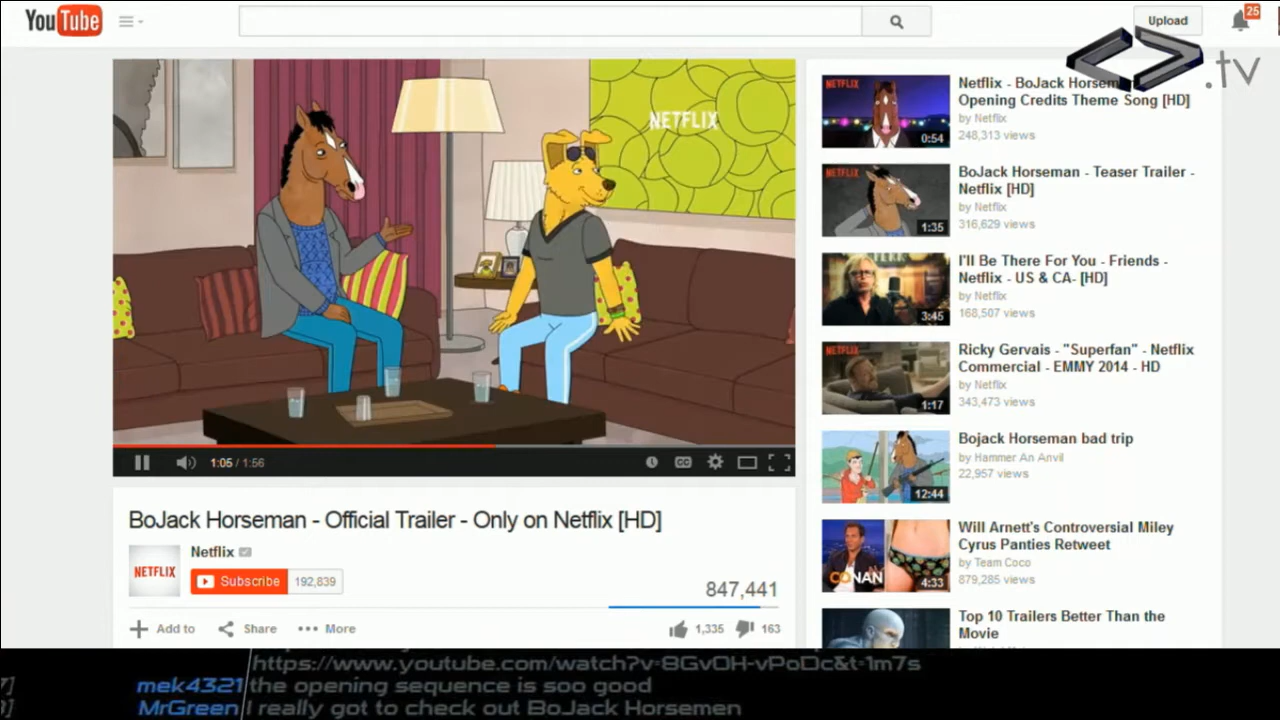 YouTube
Upload
25
.tv
NETFLIX
1:05 / 1:56
CC
NETFLIX
0:54
Netflix - BoJack Horsem
Opening Credits Theme Song [HD]
by Netflix
248,313 views
NETFLIX
1:35
BoJack Horseman - Teaser Trailer -
Netflix [HD]
by Netflix
316,629 views
3:45
I'll Be There For You - Friends -
Netflix - US & CA- [HD]
by Netflix
168,507 views
NETFLIX
1:17
Ricky Gervais - "Superfan" - Netflix
Commercial - EMMY 2014 - HD
by Netflix
343,473 views
12:44
Bojack Horseman bad trip
by Hammer An Anvil
22,957 views
CONAN
4:33
Will Arnett's Controversial Miley
Cyrus Panties Retweet
by Team Coco
879,285 views
Top 10 Trailers Better Than the
Movie
BoJack Horseman - Official Trailer - Only on Netflix [HD]
NETFLIX
Netflix
Subscribe 192,839
847,441
Add to Share More
1,335 163
https://www.youtube.com/watch?v=8GvOH-vPoDc&t=1m7s
mek4321 the opening sequence is soo good
MrGreen I really got to check out BoJack Horsemen